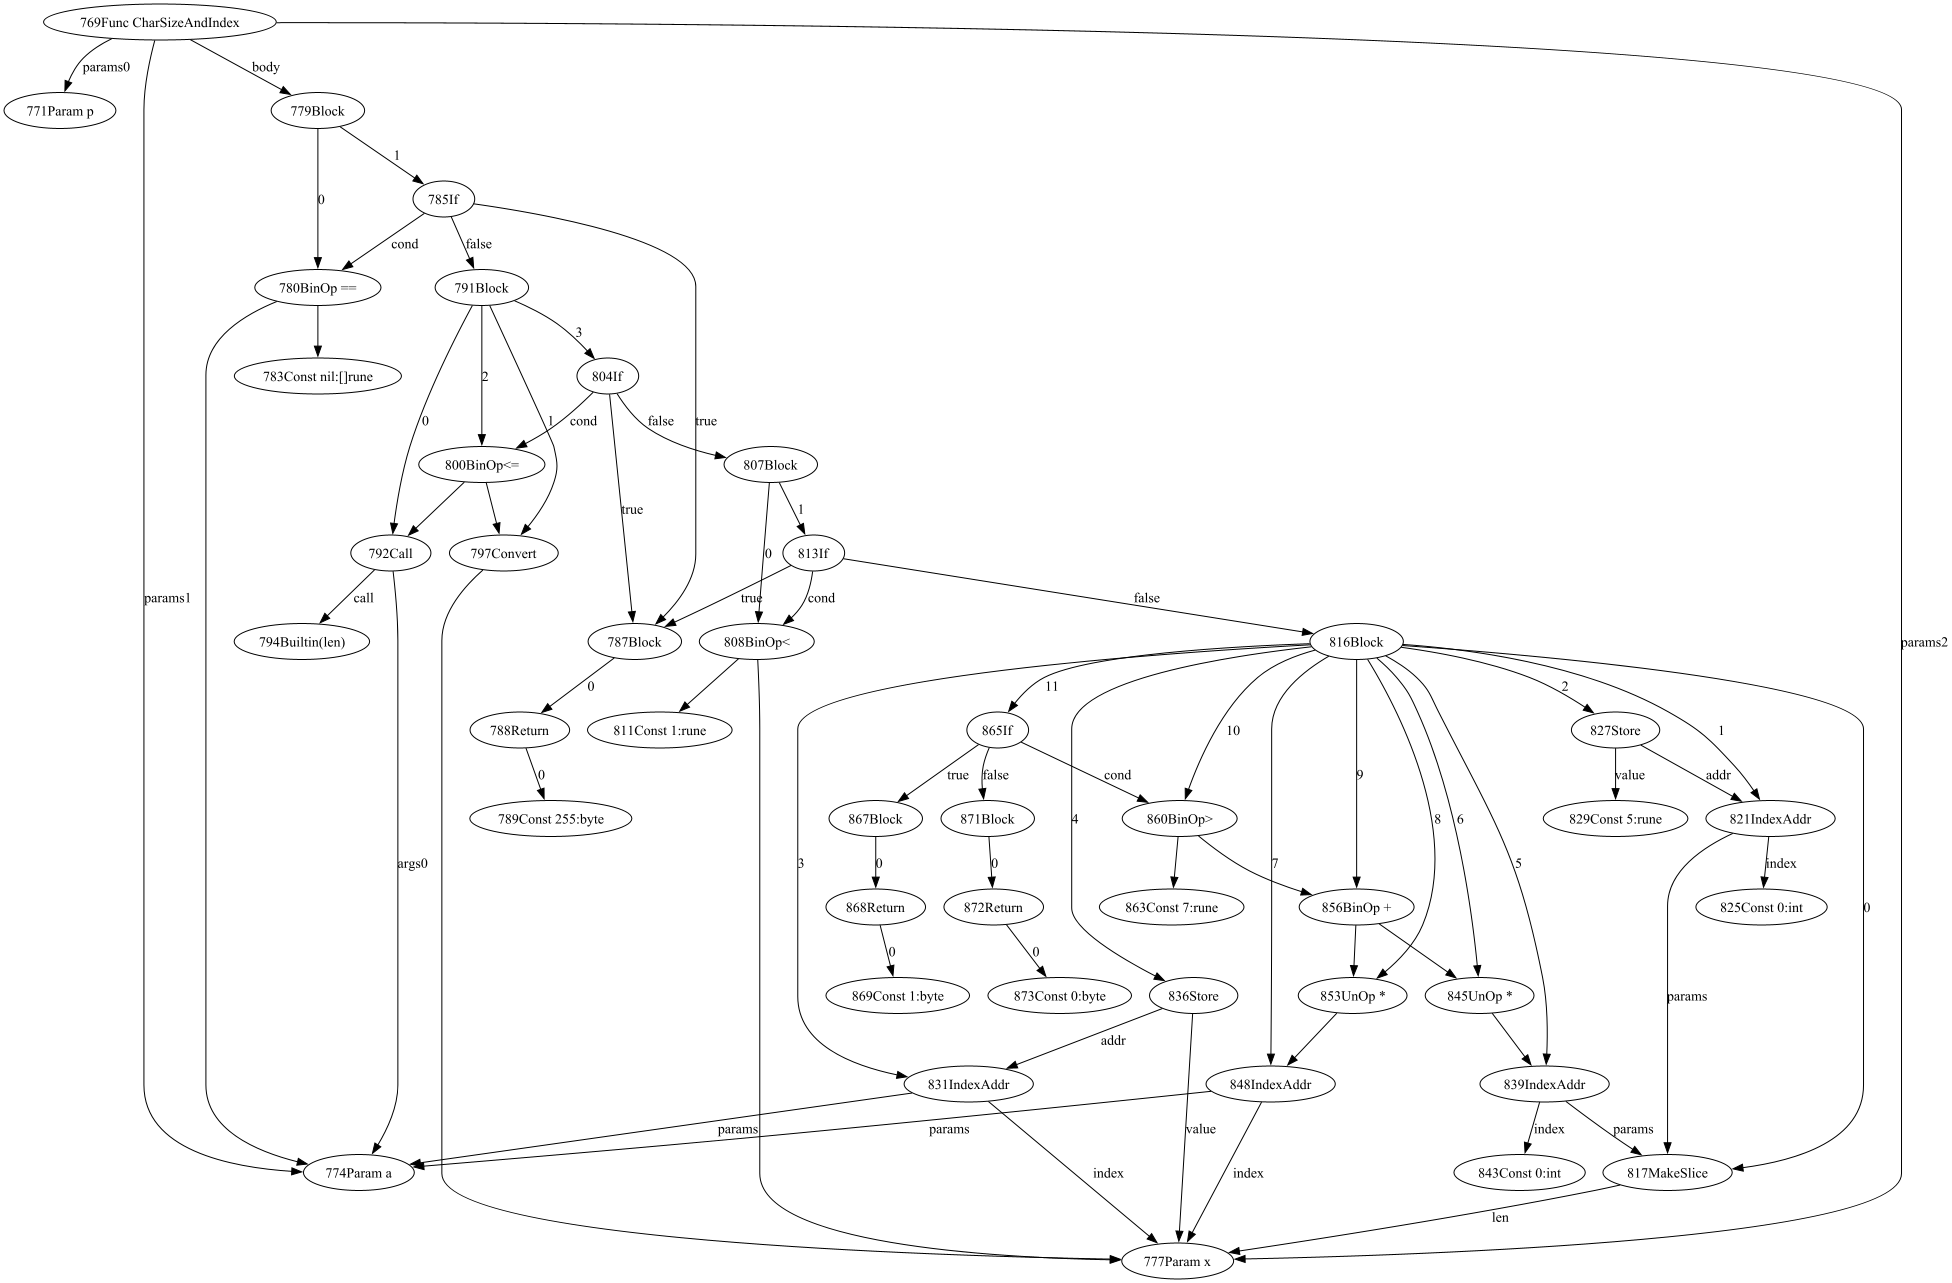 769Func CharSizeAndIndex
params0
body
771Param p
779Block
1
785If
0
cond
false
780BinOp ==
791Block
3
783Const nil:[]rune
2
804If
0
1
cond
false
true
800BinOp<=
807Block
true
1
792Call
797Convert
0
813If
call
params1
true
cond
false
794Builtin(len)
787Block
808BinOp<
816Block
params2
0
11
2
788Return
811Const 1:rune
865If
10
827Store
1
0
true
false
cond
9
value
addr
789Const 255:byte
867Block
871Block
4
860BinOp>
8
6
829Const 5:rune
821IndexAddr
args0
3
0
0
7
5
index
868Return
872Return
863Const 7:rune
856BinOp +
825Const 0:int
0
0
0
869Const 1:byte
873Const 0:byte
836Store
853UnOp *
845UnOp *
params
addr
831IndexAddr
848IndexAddr
839IndexAddr
params
params
value
index
params
774Param a
index
index
843Const 0:int
817MakeSlice
len
777Param x